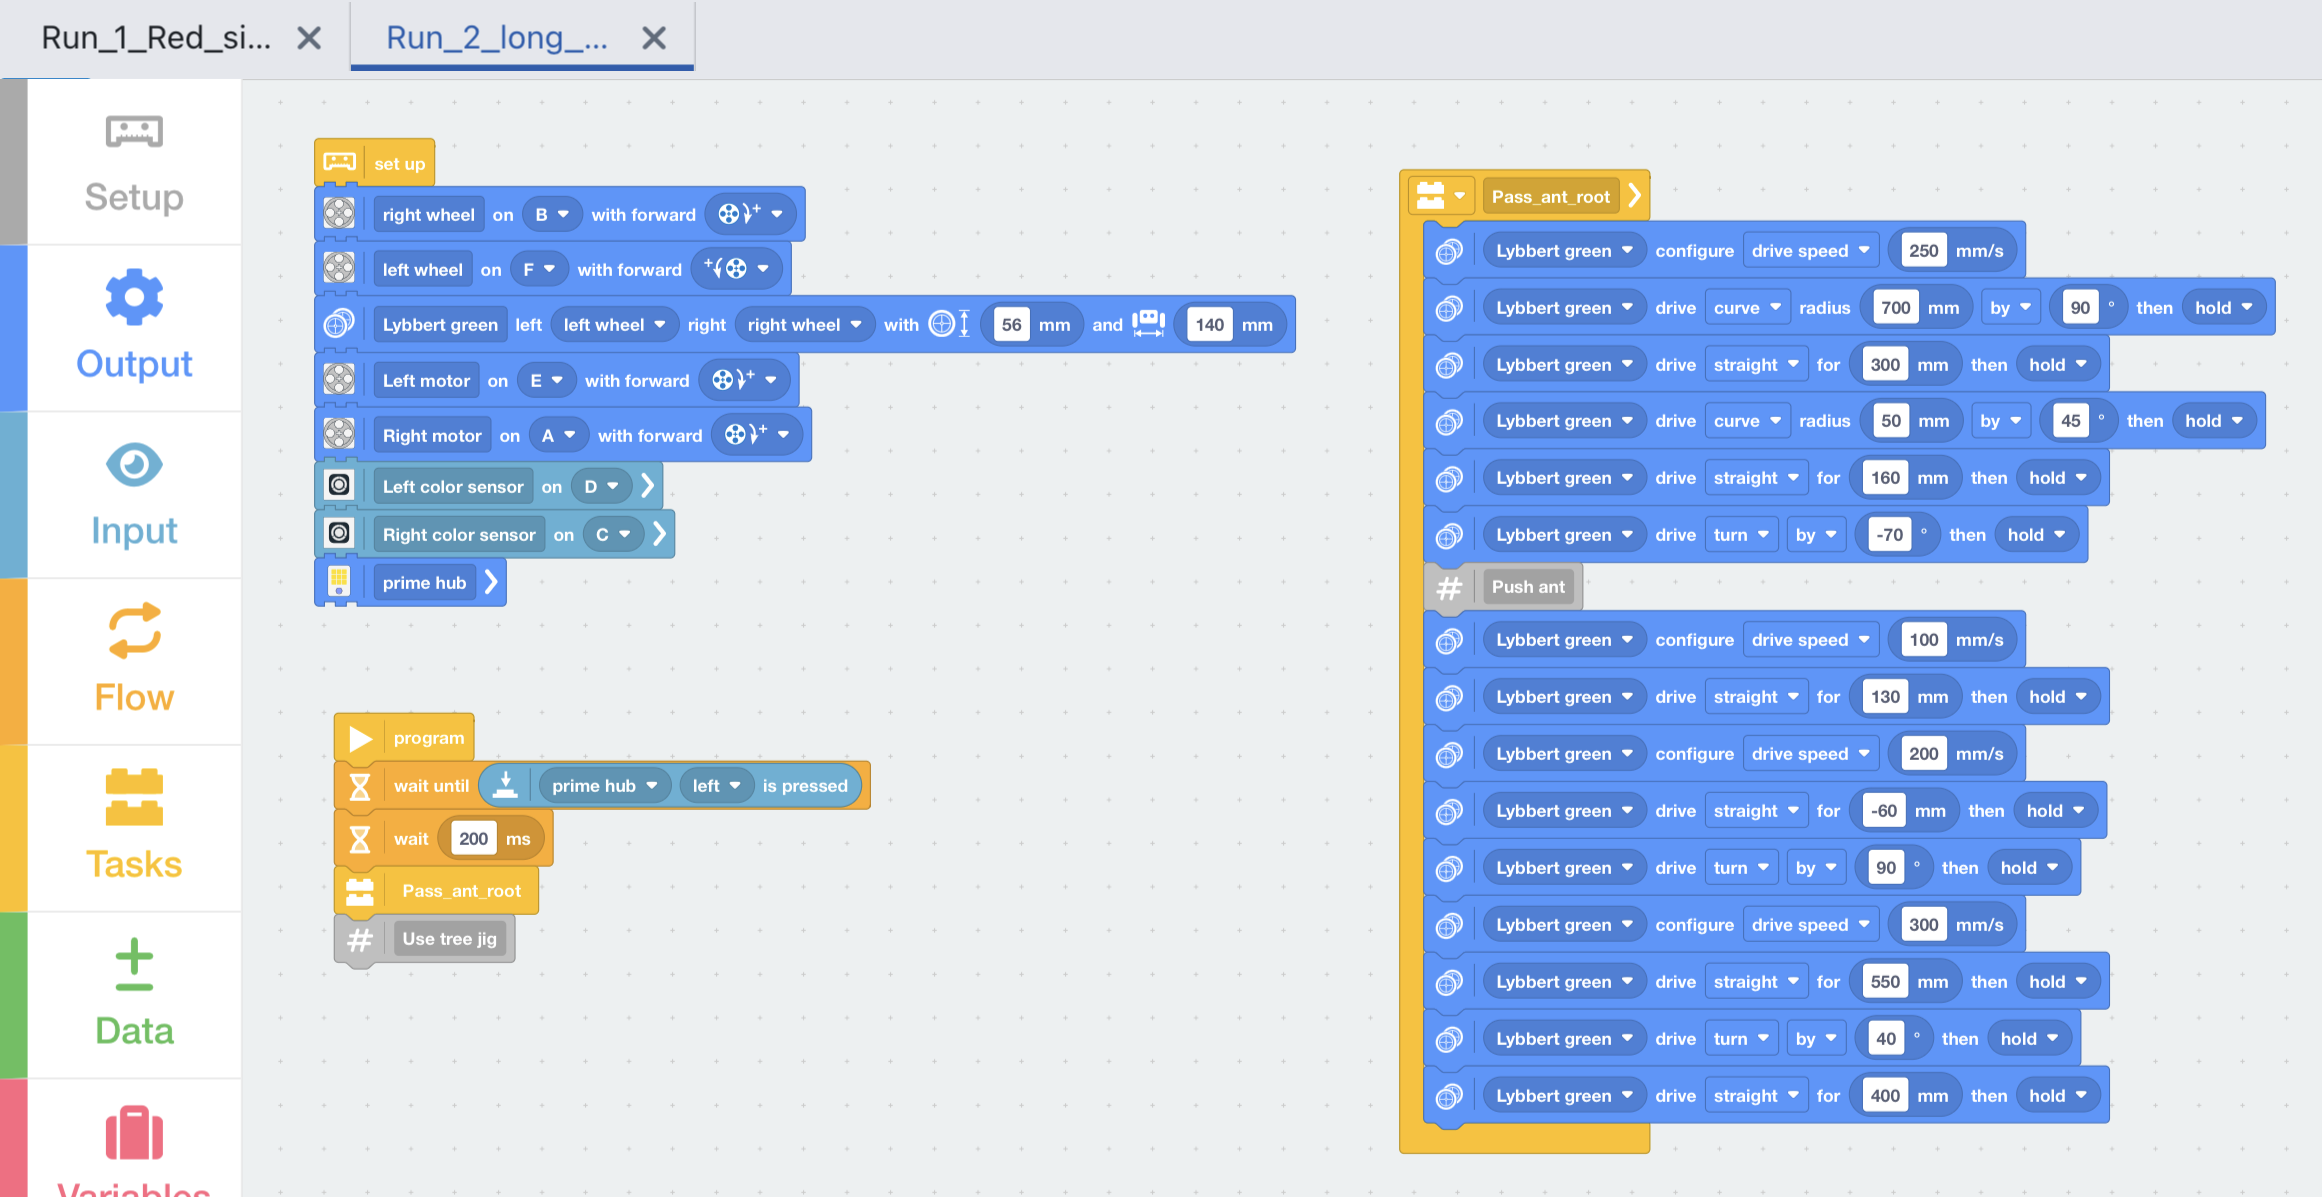 Run_1_Red_si...
Run_2_long_...
Setup
Output
Input
Flow
Tasks
Data
Variables
set up
right wheel on B with forward
left wheel on F with forward
Lybbert green left left wheel right right wheel with 56 mm and 140 mm
Left motor on E with forward
Right motor on A with forward
Left color sensor on D
Right color sensor on C
prime hub
program
wait until prime hub left is pressed
wait 200 ms
Pass_ant_root
# Use tree jig
Pass_ant_root
Lybbert green configure drive speed 250 mm/s
Lybbert green drive curve radius 700 mm by 90 ° then hold
Lybbert green drive straight for 300 mm then hold
Lybbert green drive curve radius 50 mm by 45 ° then hold
Lybbert green drive straight for 160 mm then hold
Lybbert green drive turn by -70 ° then hold
# Push ant
Lybbert green configure drive speed 100 mm/s
Lybbert green drive straight for 130 mm then hold
Lybbert green configure drive speed 200 mm/s
Lybbert green drive straight for -60 mm then hold
Lybbert green drive turn by 90 ° then hold
Lybbert green configure drive speed 300 mm/s
Lybbert green drive straight for 550 mm then hold
Lybbert green drive turn by 40 ° then hold
Lybbert green drive straight for 400 mm then hold